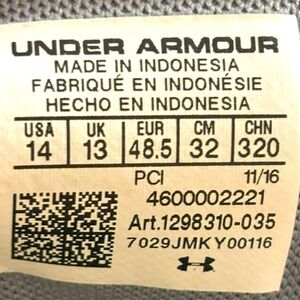 UNDER ARMOUR
MADE IN INDONESIA
FABRIQUÉ EN INDONÉSIE
HECHO EN INDONESIA
USA UK EUR CM CHN
14 13 48.5 32 320
PCI 11/16
4600002221
Art.1298310-035
7029JMKY00116